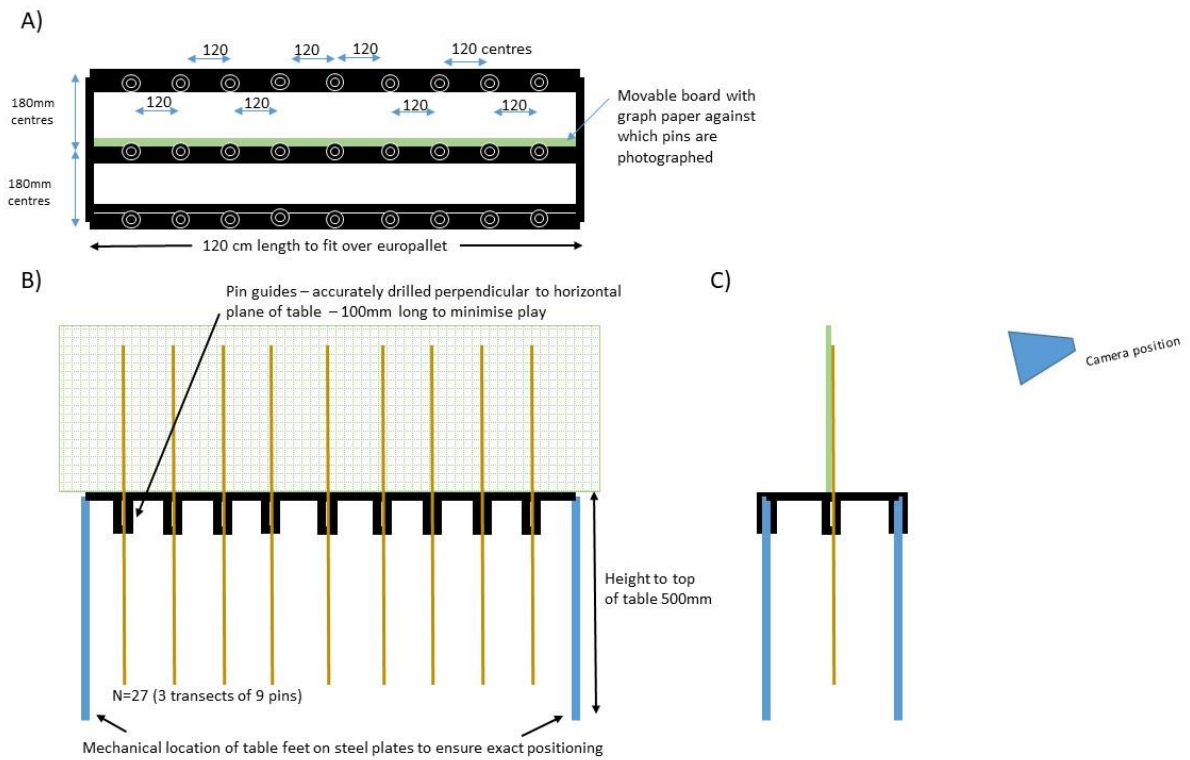 A)
120
120
120
120 centres
180mm
centres
120
120
120
120
Movable board with
graph paper against
which pins are
photographed
180mm
centres
120 cm length to fit over europallet
B)
Pin guides – accurately drilled perpendicular to horizontal
plane of table – 100mm long to minimise play
C)
Camera position
Height to top
of table 500mm
N=27 (3 transects of 9 pins)
Mechanical location of table feet on steel plates to ensure exact positioning